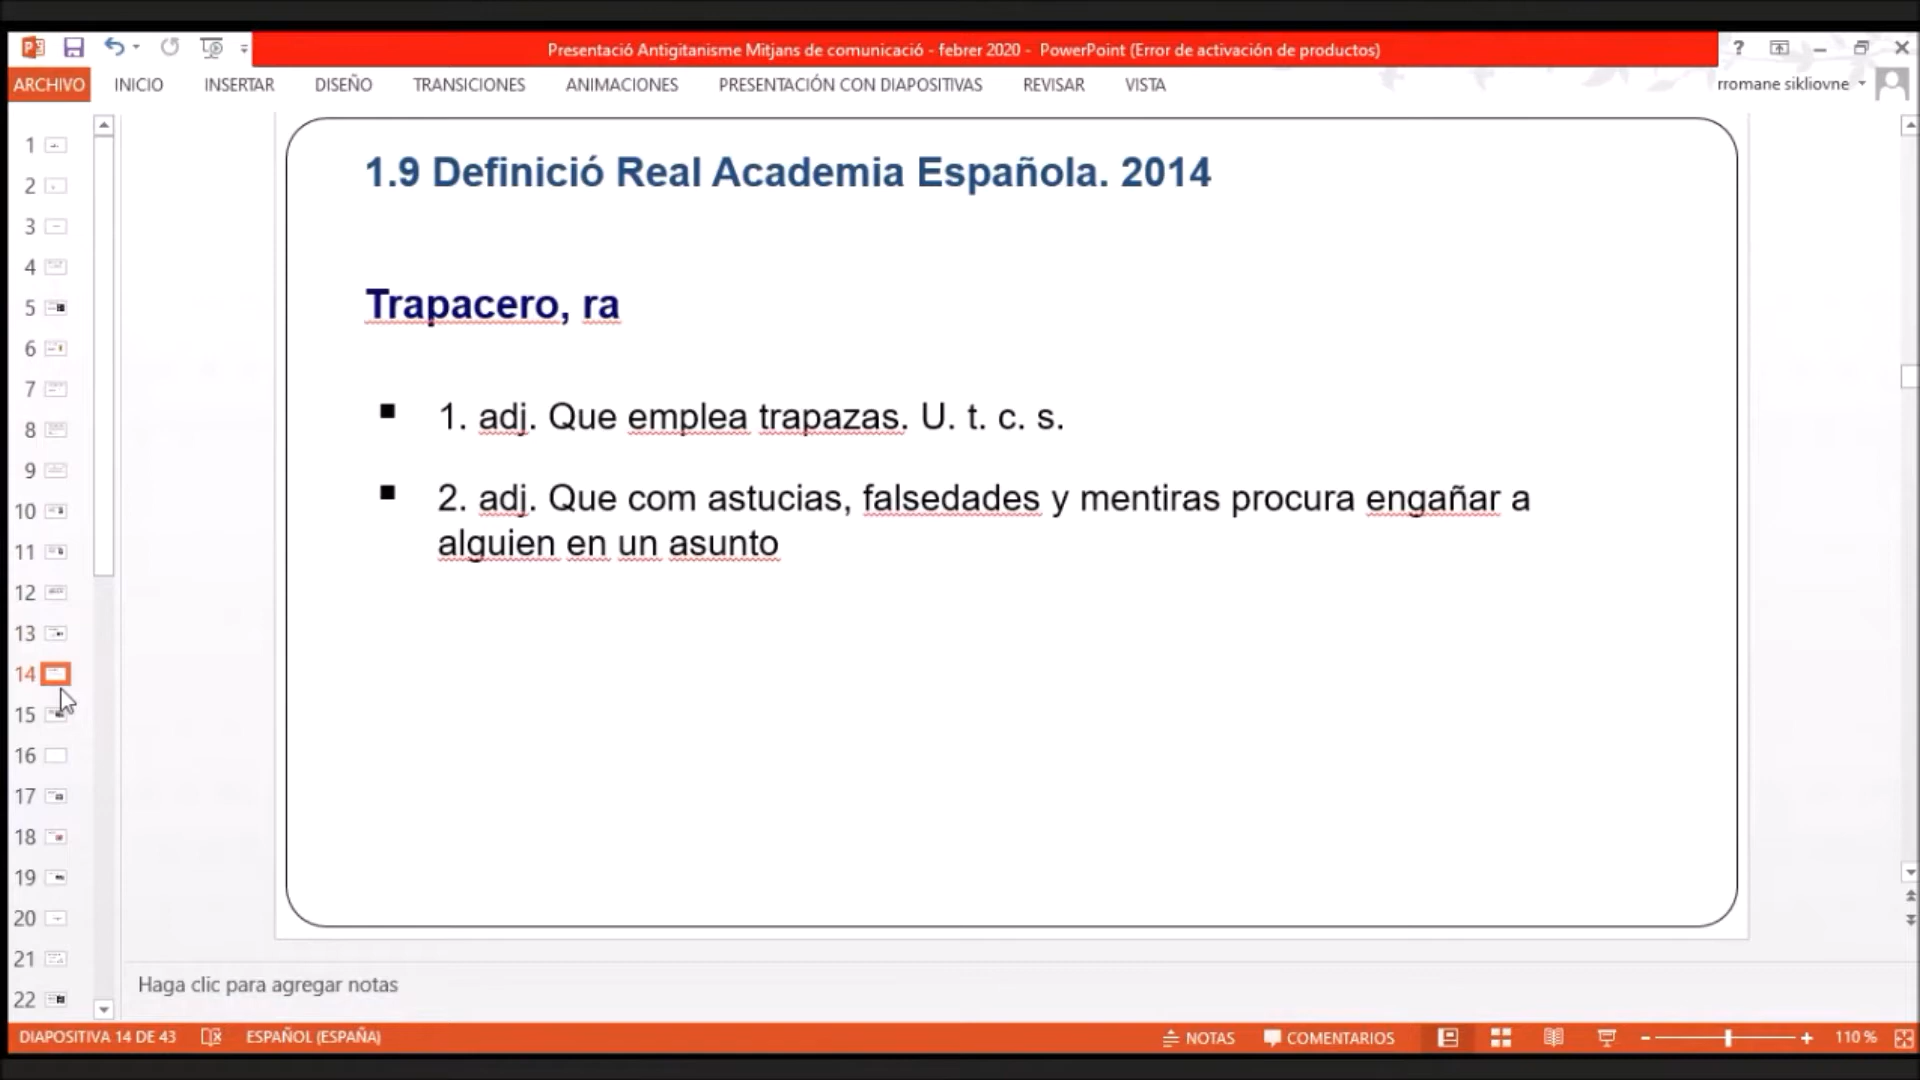 Presentació Antigitanisme Mitjans de comunicació - febrer 2020 - PowerPoint (Error de activación de productos)
?
ARCHIVO INICIO INSERTAR DISEÑO TRANSICIONES ANIMACIONES PRESENTACIÓN CON DIAPOSITIVAS REVISAR VISTA rromane sikliovne
1
2
3
4
5
6
7
8
9
10
11
12
13
14
15
16
17
18
19
20
21
22
1.9 Definició Real Academia Española. 2014
Trapacero, ra
1. adj. Que emplea trapazas. U. t. c. s.
2. adj. Que com astucias, falsedades y mentiras procura engañar a
alguien en un asunto
Haga clic para agregar notas
DIAPOSITIVA 14 DE 43 ESPAÑOL (ESPAÑA) NOTAS COMENTARIOS 110 %